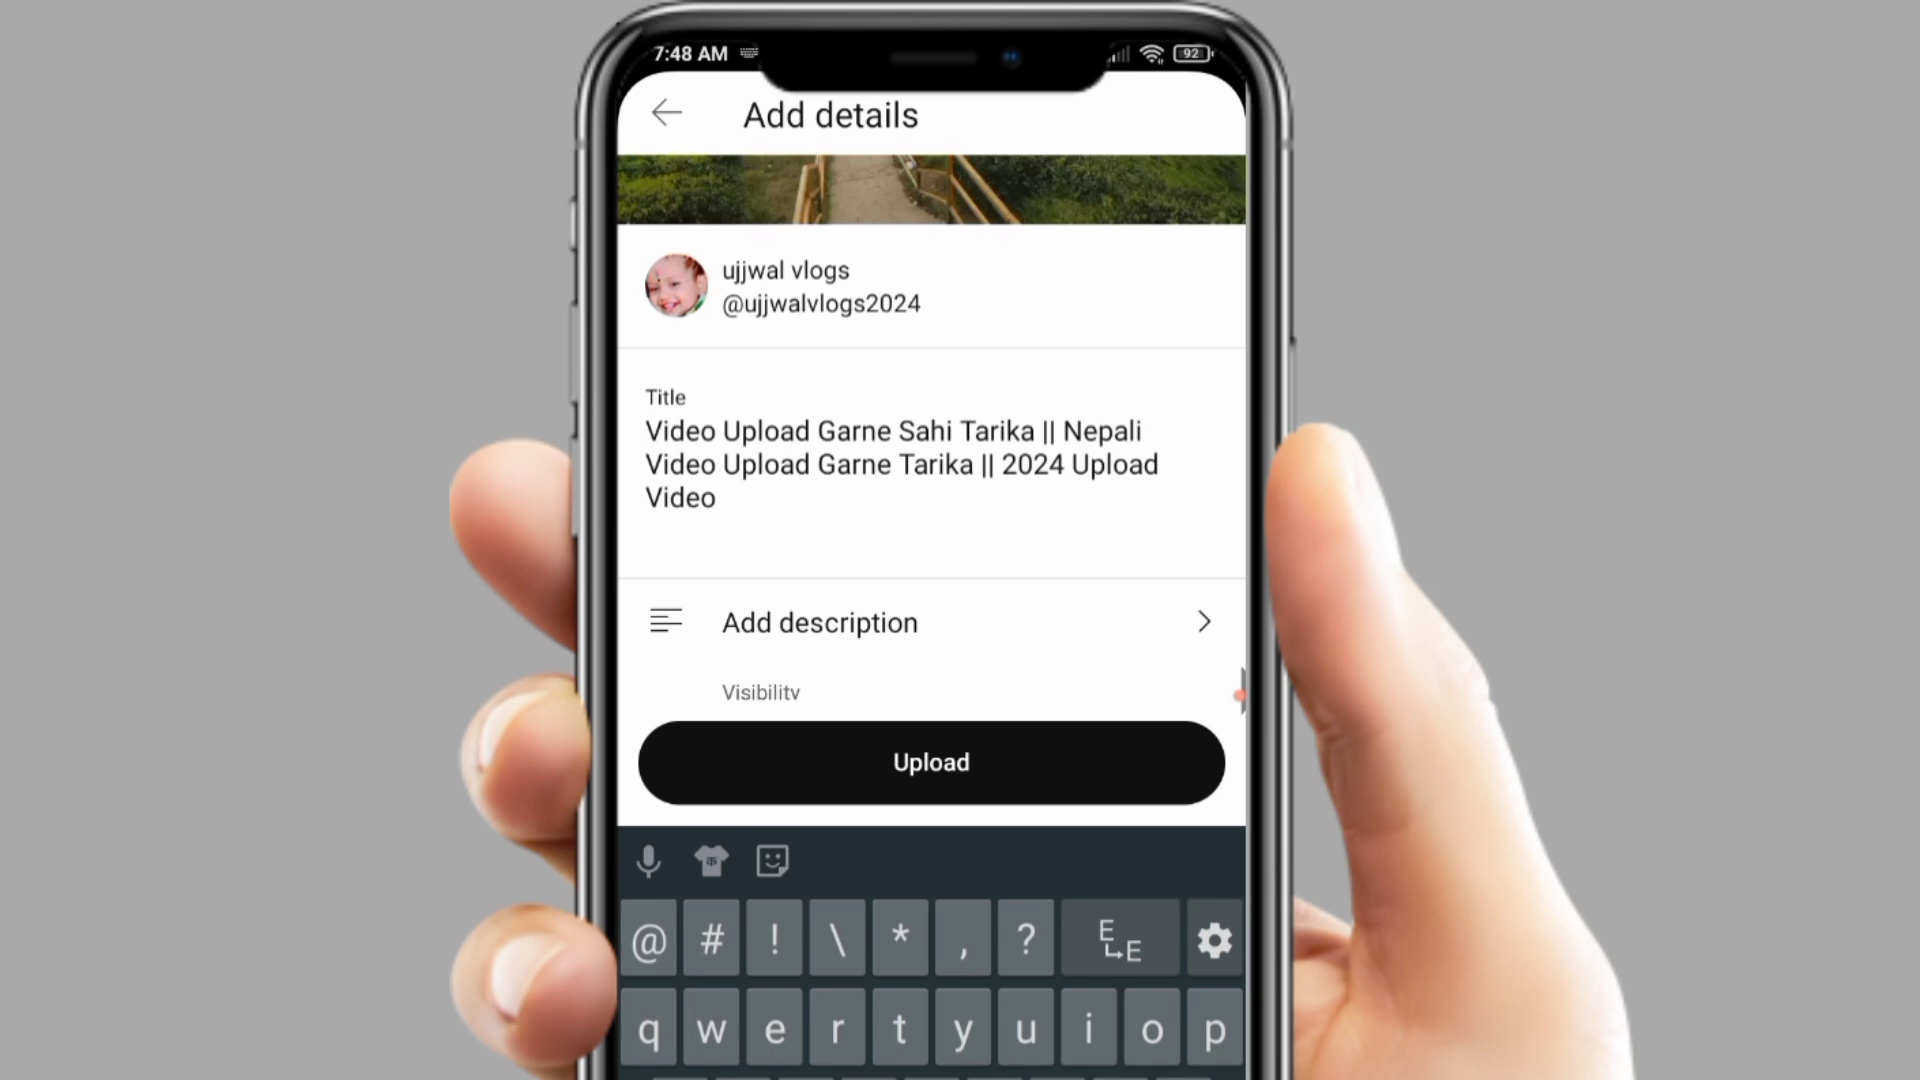 7:48 AM
92
Add details
ujjwal vlogs
@ujjwalvlogs2024
Title
Video Upload Garne Sahi Tarika || Nepali
Video Upload Garne Tarika || 2024 Upload
Video
Add description
Visibility
Upload
@ # ! \ * , ? E E
q w e r t y u i o p